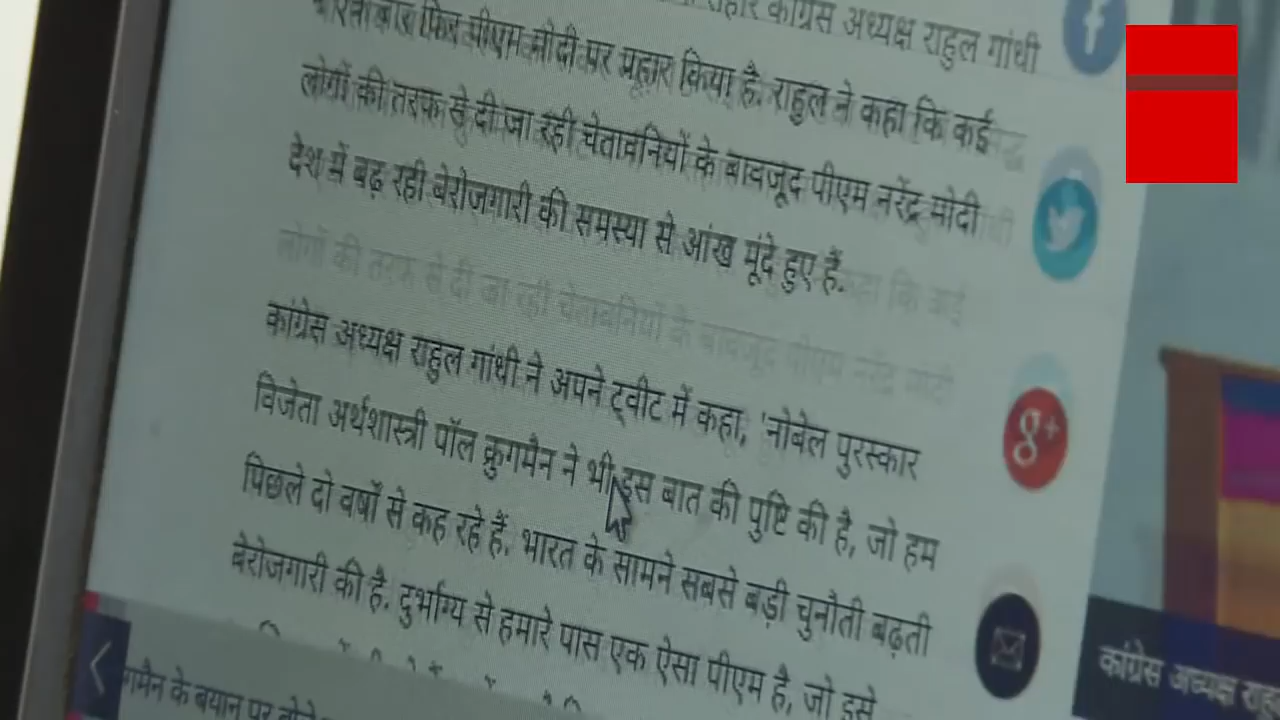 कांग्रेस अध्यक्ष राहुल गांधी
फिर पीएम मोदी पर प्रहार किया है. राहुल ने कहा कि कई
लोगों की तरफ से दी जा रही चेतावनियों के बावजूद पीएम नरेंद्र मोदी
देश में बढ़ रही बेरोजगारी की समस्या से आंख मूंदे हुए हैं.
कांग्रेस अध्यक्ष राहुल गांधी ने अपने ट्वीट में कहा, 'नोबेल पुरस्कार
विजेता अर्थशास्त्री पॉल क्रुगमैन ने भी इस बात की पुष्टि की है, जो हम
पिछले दो वर्षों से कह रहे हैं. भारत के सामने सबसे बड़ी चुनौती बढ़ती
बेरोजगारी की है. दुर्भाग्य से हमारे पास एक ऐसा पीएम है, जो इसे
गमैन के बयान पर
कांग्रेस अध्यक्ष
f
g+